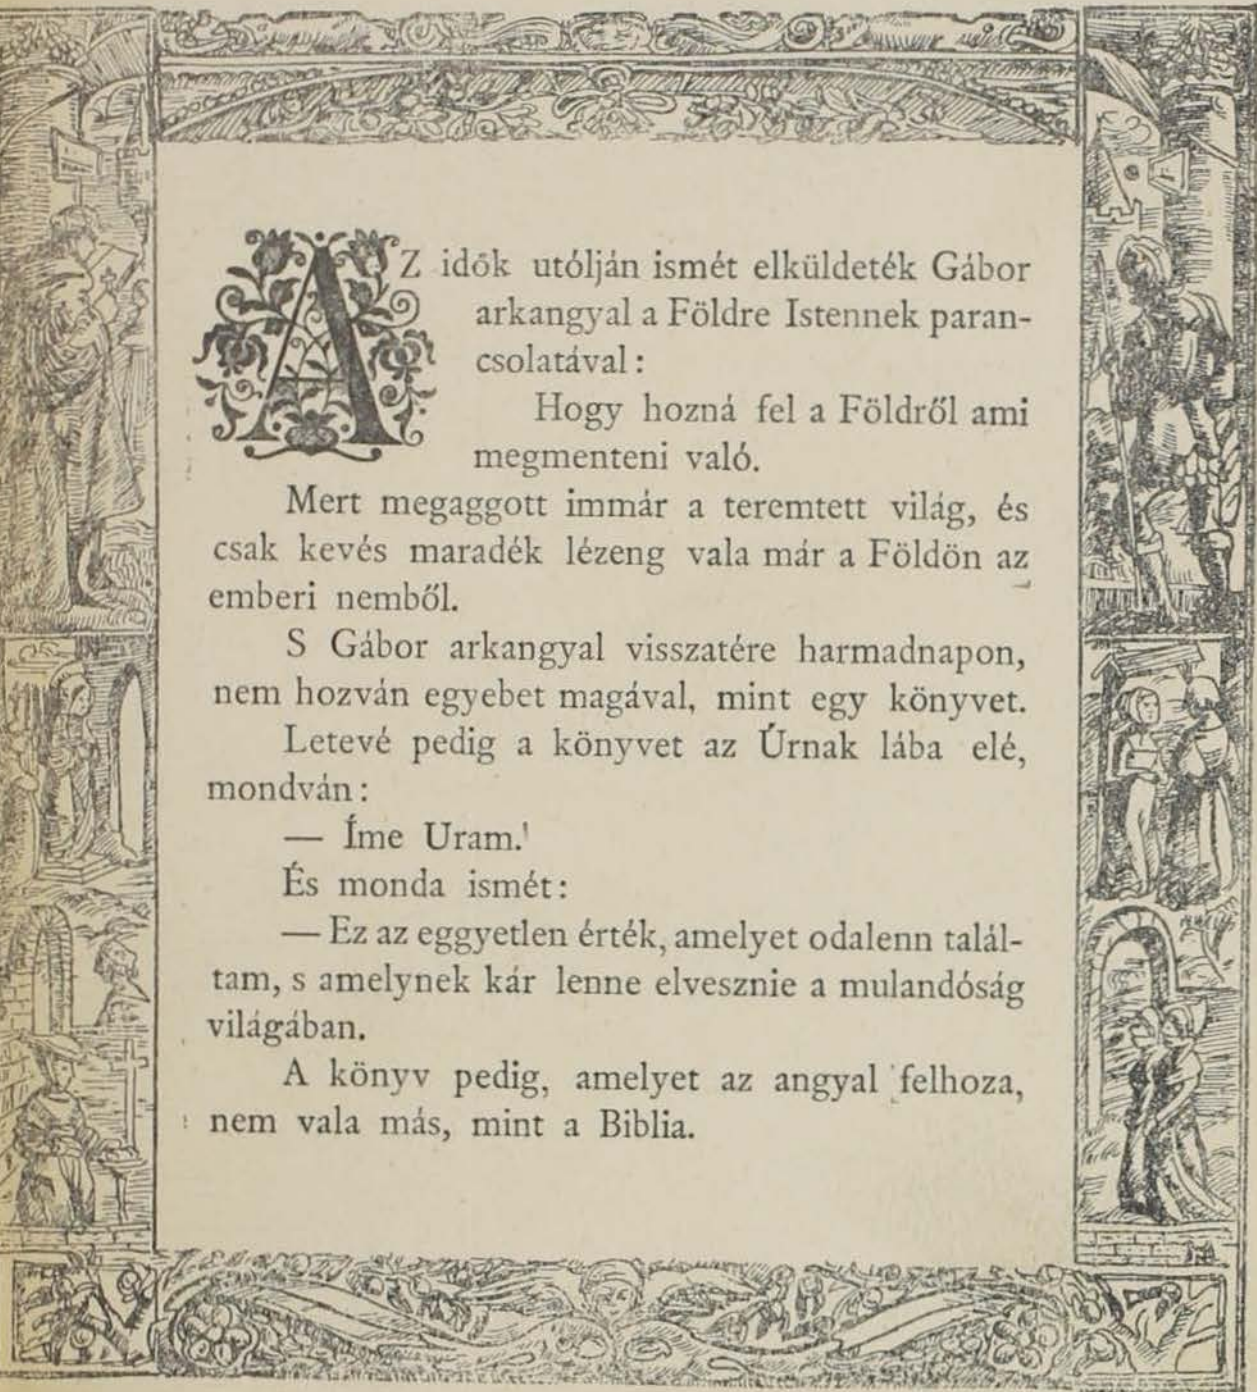 AZ idők utólján ismét elküldeték Gábor
arkangyal a Földre Istennek paran-
csolatával:
Hogy hozná fel a Földről ami
megmenteni való.
Mert megaggott immár a teremtett világ, és
csak kevés maradék lézeng vala már a Földön az
emberi nemből.
S Gábor arkangyal visszatére harmadnapon,
nem hozván egyebet magával, mint egy könyvet.
Letevé pedig a könyvet az Úrnak lába elé,
mondván:
— Íme Uram.
És monda ismét:
— Ez az eggyetlen érték, amelyet odalenn talál-
tam, s amelynek kár lenne elvesznie a mulandóság
világában.
A könyv pedig, amelyet az angyal felhoza,
nem vala más, mint a Biblia.